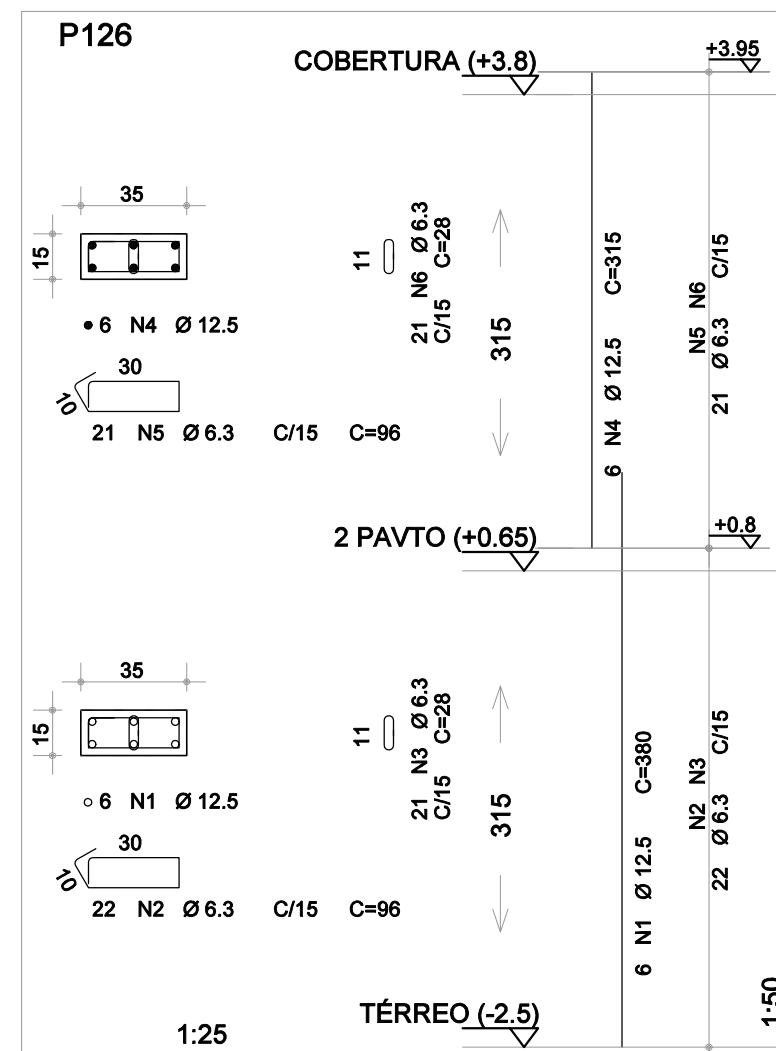 P126
COBERTURA (+3.8)
+3.95
35
15
6 N4 Ø 12.5
30
10
21 N5 Ø 6.3 C/15 C=96
11
21 N6 Ø 6.3
C/15 C=28
315
6 N4 Ø 12.5 C=315
N5 N6
21 Ø 6.3 C/15
2 PAVTO (+0.65)
+0.8
35
15
6 N1 Ø 12.5
30
10
22 N2 Ø 6.3 C/15 C=96
11
21 N3 Ø 6.3
C/15 C=28
315
6 N1 Ø 12.5 C=380
N2 N3
22 Ø 6.3 C/15
TÉRREO (-2.5)
1:25
1:50